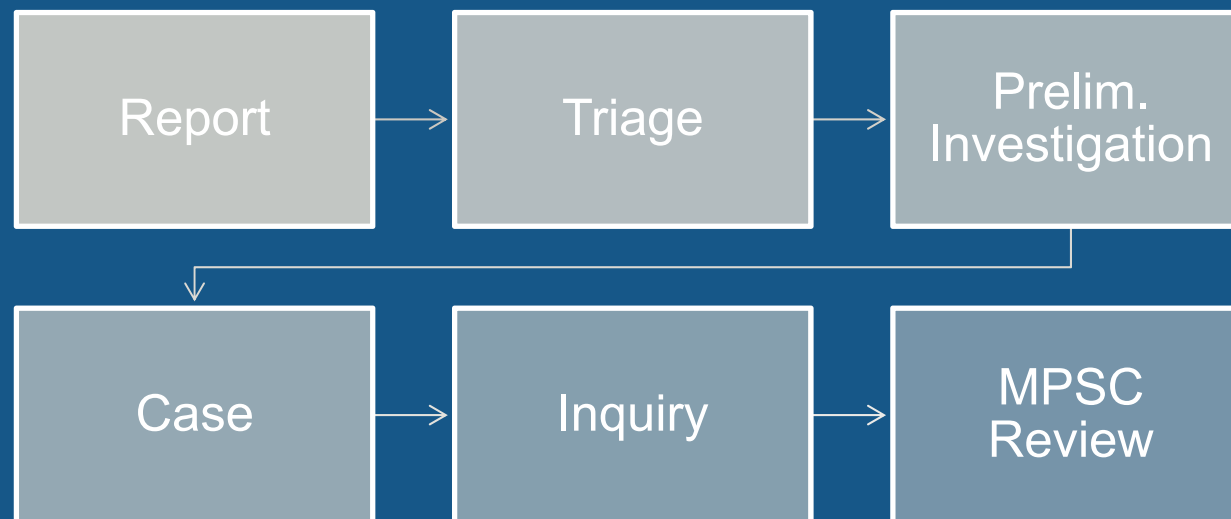 Report
Triage
Prelim.
Investigation
Case
Inquiry
MPSC
Review